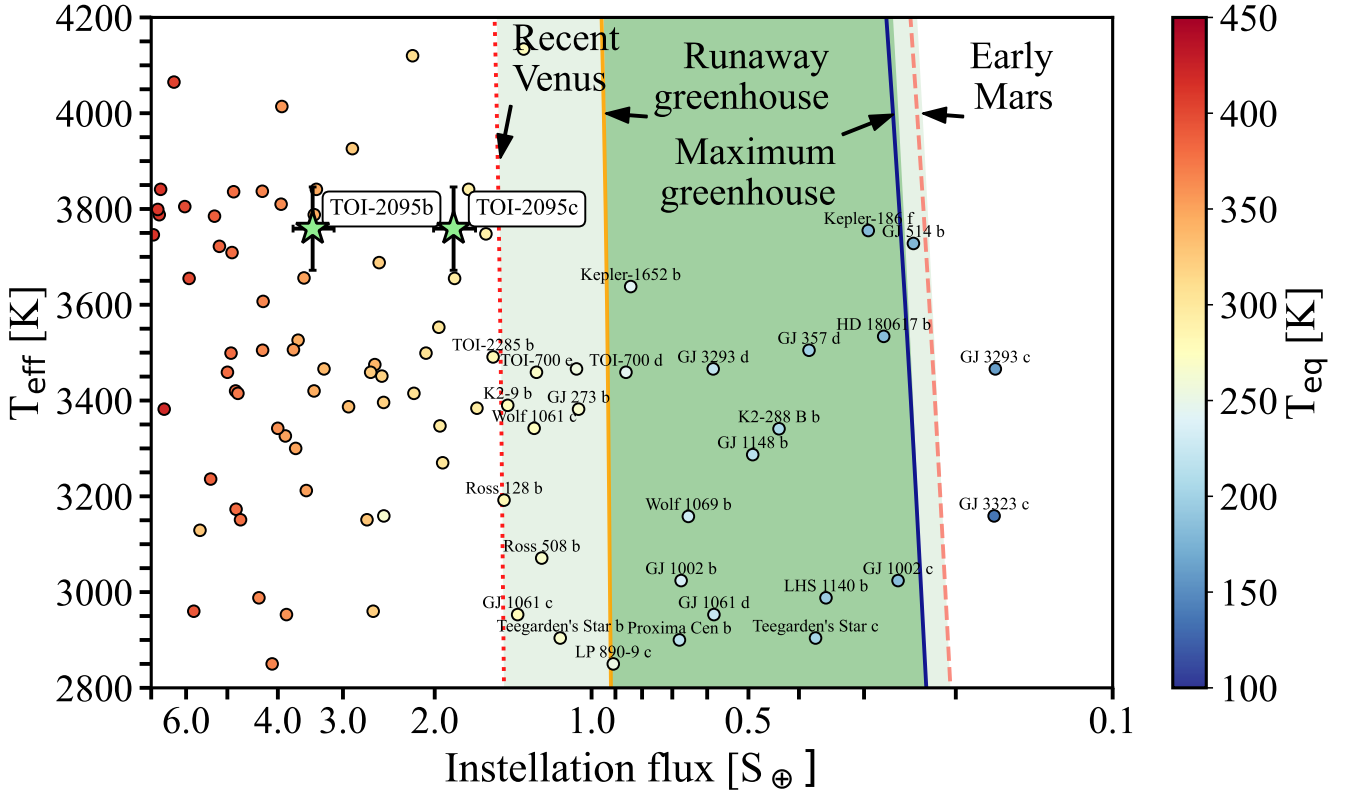 4200
4000
3800
3600
3400
3200
3000
2800
Teff [K]
Recent
Venus
Runaway
greenhouse
Maximum
greenhouse
Early
Mars
TOI-2095b
TOI-2095c
Kepler-186 f
GJ 514 b
Kepler-1652 b
HD 180617 b
TOI-2285 b
GJ 357 d
TOI-700 e
TOI-700 d
GJ 3293 d
GJ 3293 c
K2-9 b
GJ 273 b
Wolf 1061 c
K2-288 B b
GJ 1148 b
Ross 128 b
Wolf 1069 b
GJ 3323 c
Ross 508 b
GJ 1002 b
GJ 1002 c
LHS 1140 b
GJ 1061 c
GJ 1061 d
Teegarden's Star b
Proxima Cen b
Teegarden's Star c
LP 890-9 c
6.0
4.0
3.0
2.0
1.0
0.5
0.1
Instellation flux [S⊕]
450
400
350
300
250
200
150
100
Teq [K]